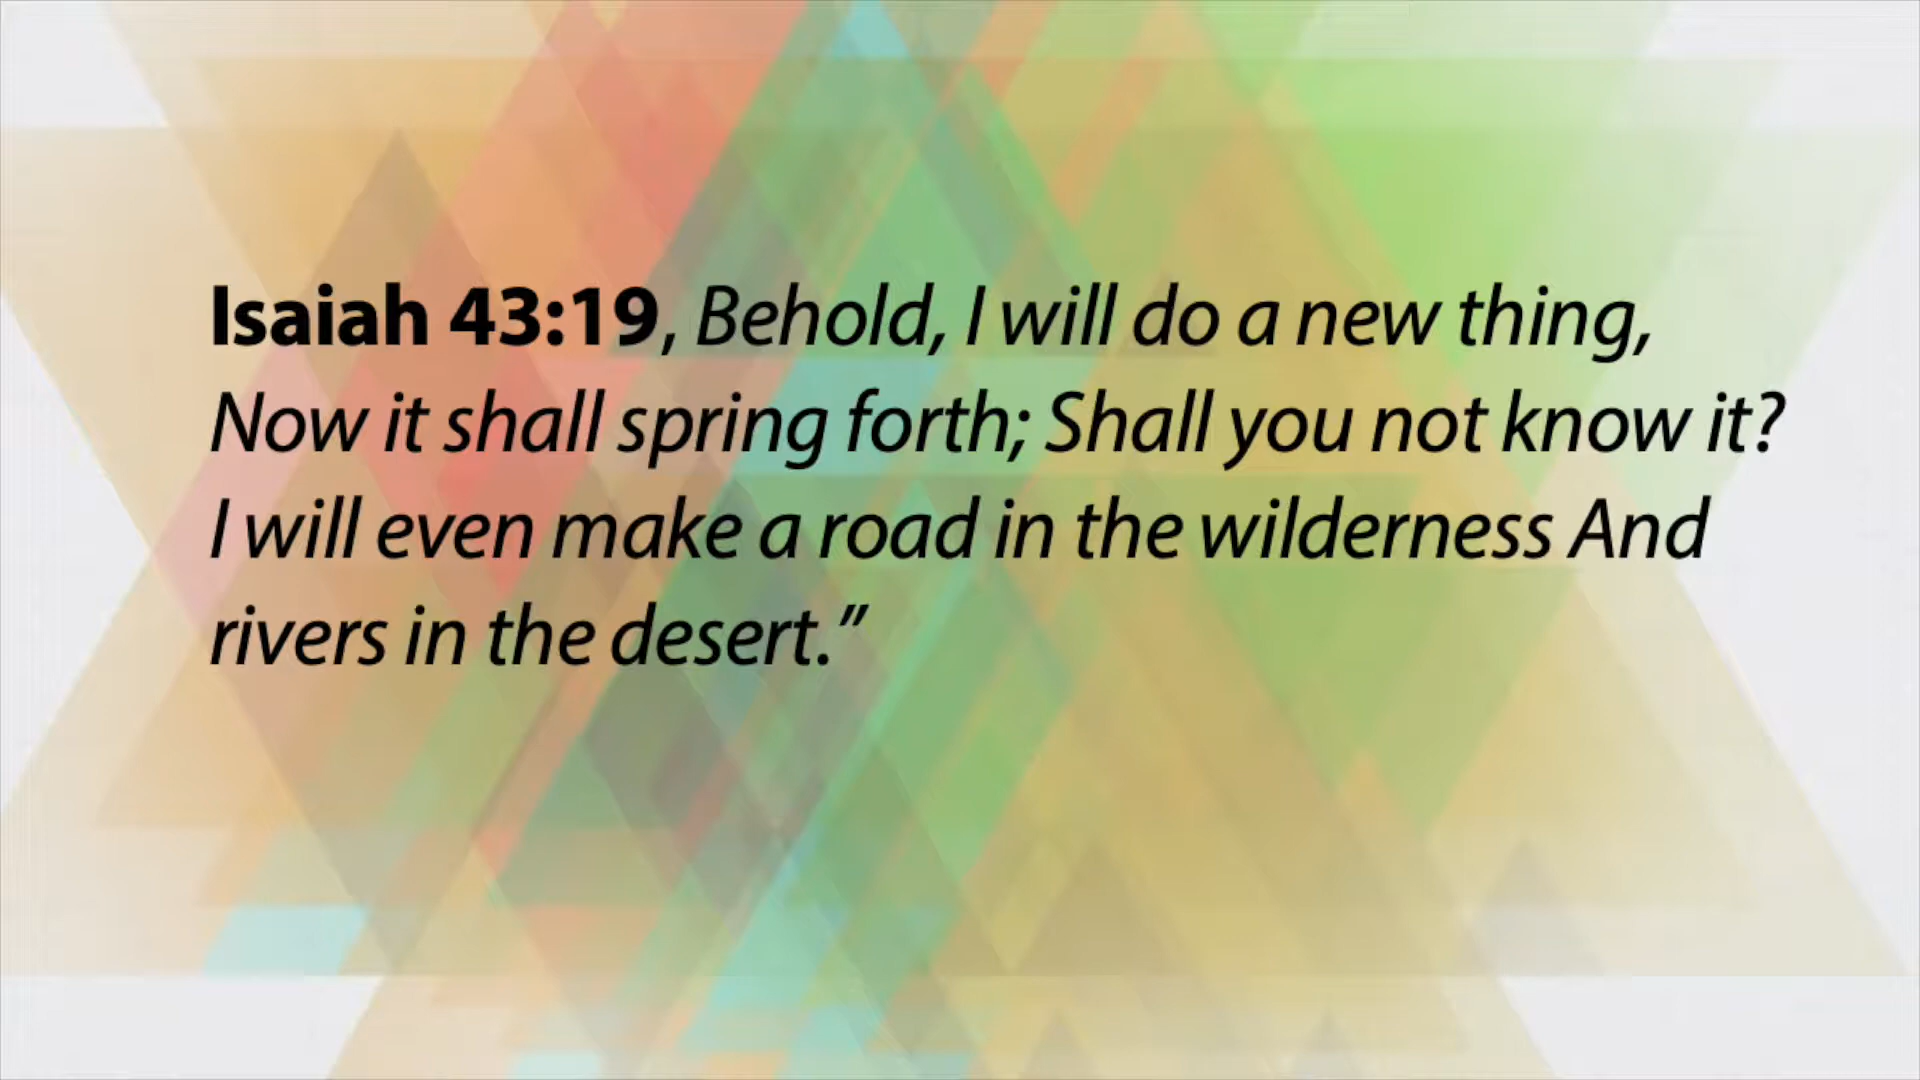 Isaiah 43:19, Behold, I will do a new thing,
Now it shall spring forth; Shall you not know it?
I will even make a road in the wilderness And
rivers in the desert.”